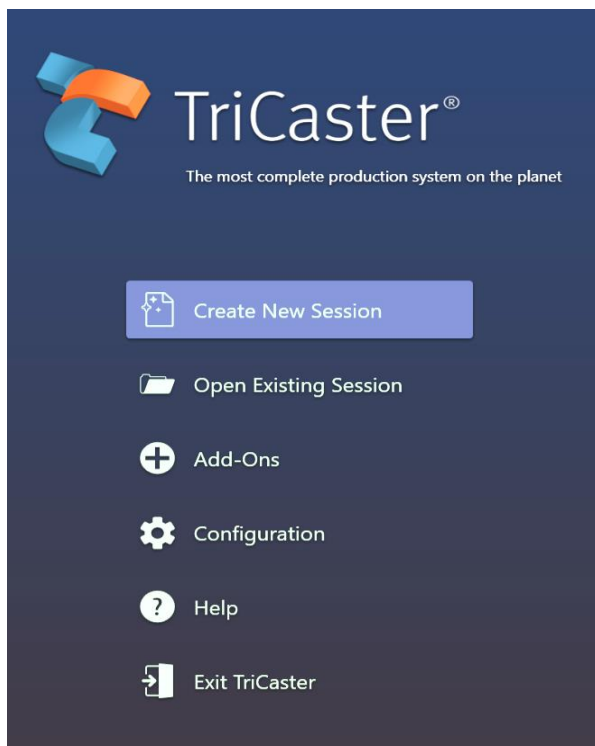 TriCaster®
The most complete production system on the planet
Create New Session
Open Existing Session
Add-Ons
Configuration
Help
Exit TriCaster